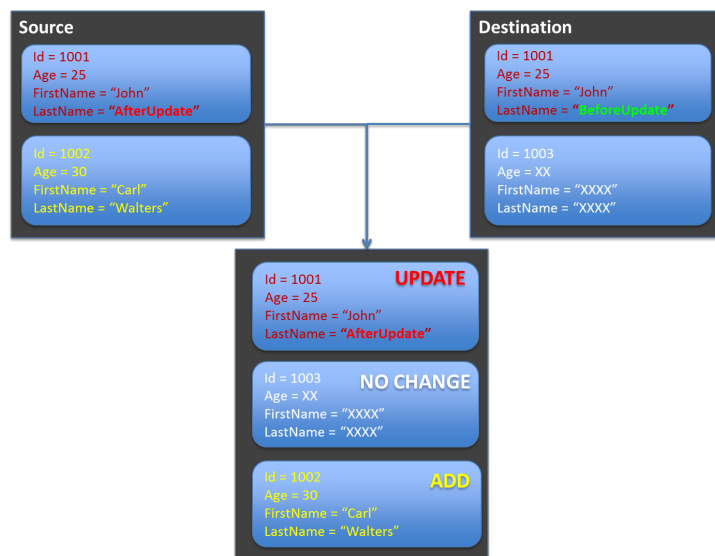 Source
Id = 1001
Age = 25
FirstName = “John”
LastName = “AfterUpdate”
Id = 1002
Age = 30
FirstName = “Carl”
LastName = “Walters”
Destination
Id = 1001
Age = 25
FirstName = “John”
LastName = “BeforeUpdate”
Id = 1003
Age = XX
FirstName = “XXXX”
LastName = “XXXX”
Id = 1001 UPDATE
Age = 25
FirstName = “John”
LastName = “AfterUpdate”
Id = 1003 NO CHANGE
Age = XX
FirstName = “XXXX”
LastName = “XXXX”
Id = 1002 ADD
Age = 30
FirstName = “Carl”
LastName = “Walters”